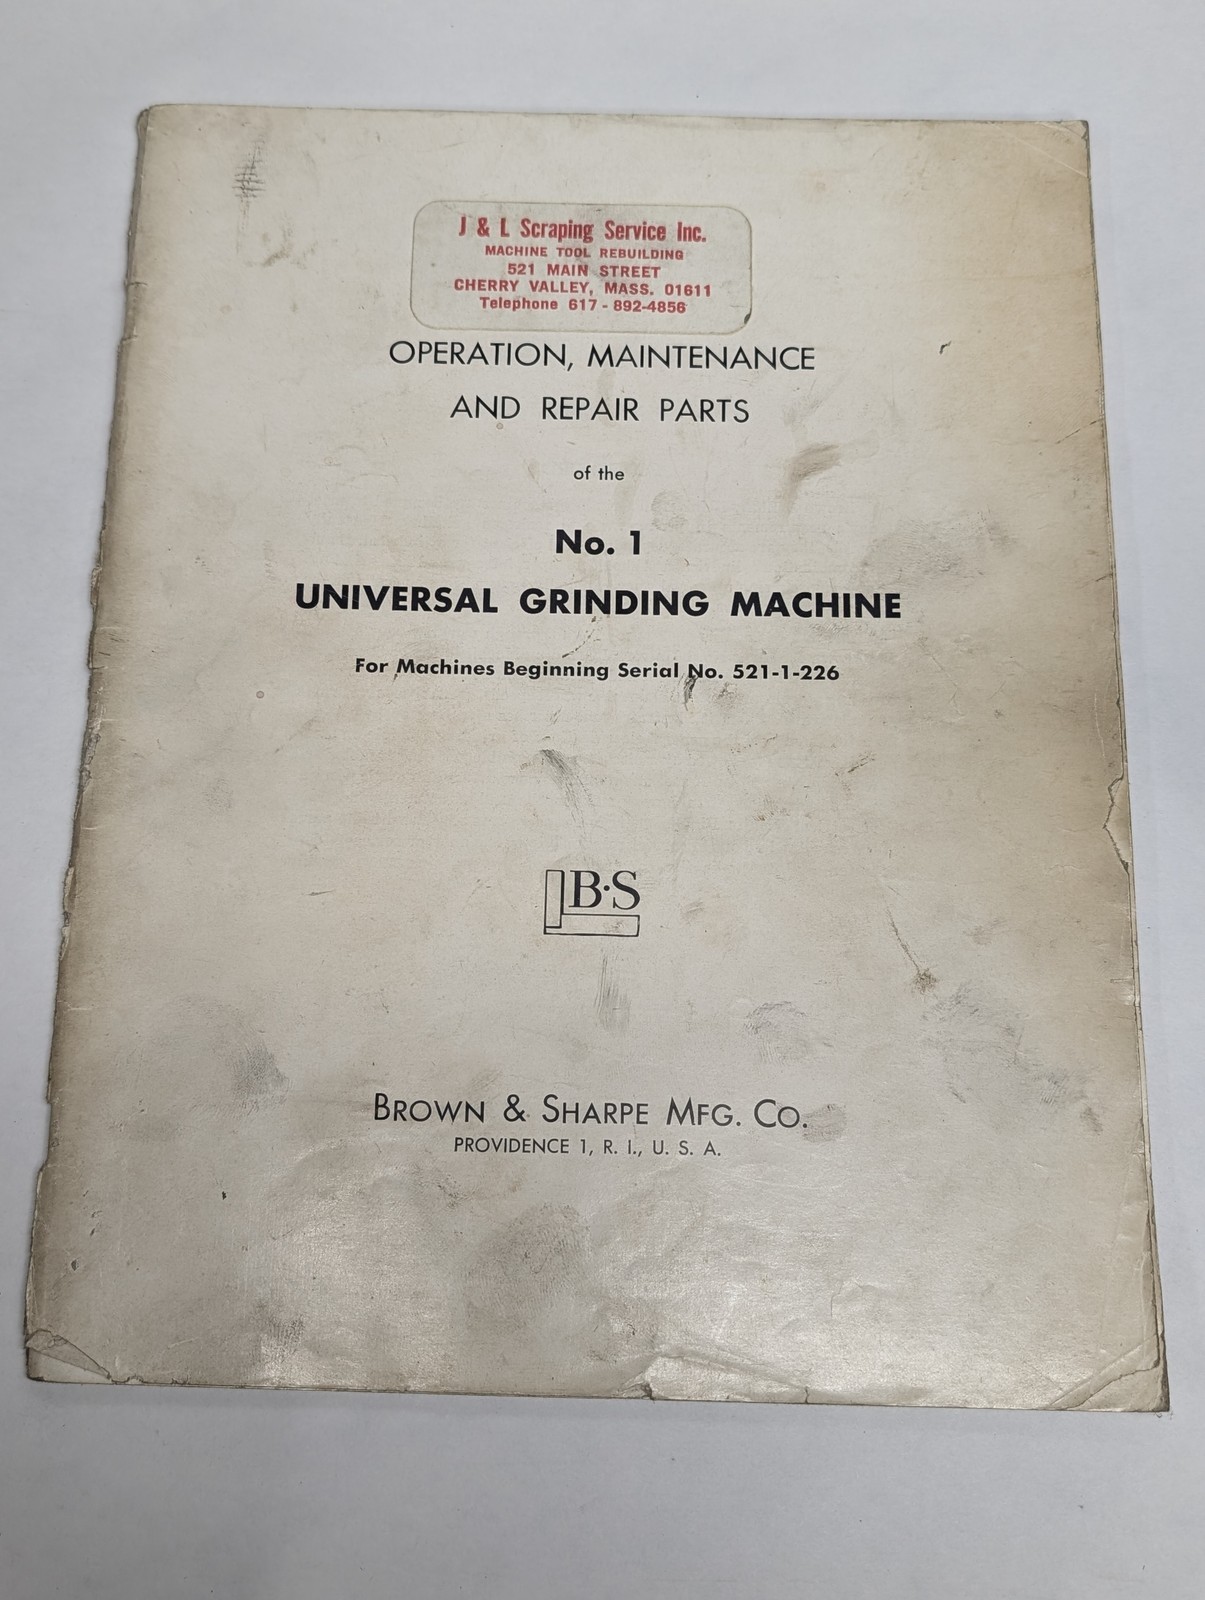 J & L Scraping Service Inc.
MACHINE TOOL REBUILDING
521 MAIN STREET
CHERRY VALLEY, MASS. 01611
Telephone 617 - 892-4856
OPERATION, MAINTENANCE
AND REPAIR PARTS
of the
No. 1
UNIVERSAL GRINDING MACHINE
For Machines Beginning Serial No. 521-1-226
B·S
BROWN & SHARPE MFG. CO.
PROVIDENCE 1, R. I., U. S. A.